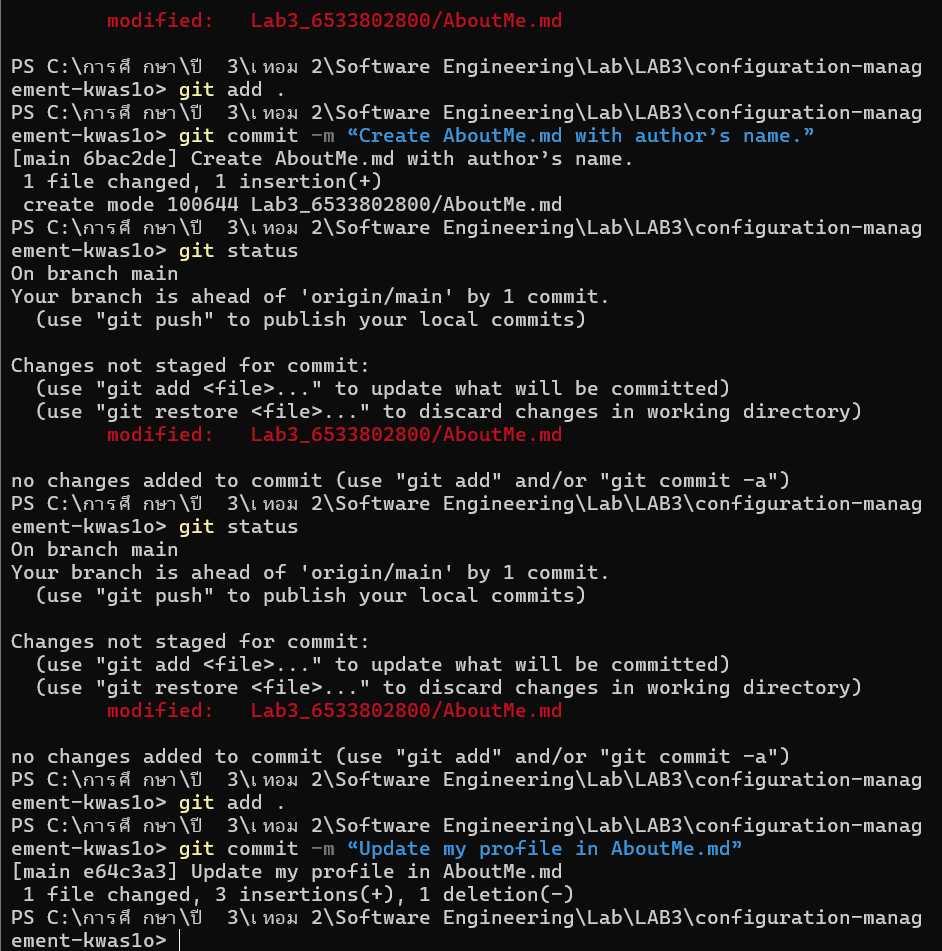 modified:   Lab3_6533802800/AboutMe.md
PS C:\การศึกษา\ปี 3\เทอม 2\Software Engineering\Lab\LAB3\configuration-manag
ement-kwas1o> git add .
PS C:\การศึกษา\ปี 3\เทอม 2\Software Engineering\Lab\LAB3\configuration-manag
ement-kwas1o> git commit -m “Create AboutMe.md with author’s name.”
[main 6bac2de] Create AboutMe.md with author’s name.
1 file changed, 1 insertion(+)
create mode 100644 Lab3_6533802800/AboutMe.md
PS C:\การศึกษา\ปี 3\เทอม 2\Software Engineering\Lab\LAB3\configuration-manag
ement-kwas1o> git status
On branch main
Your branch is ahead of 'origin/main' by 1 commit.
(use "git push" to publish your local commits)
Changes not staged for commit:
(use "git add <file>..." to update what will be committed)
(use "git restore <file>..." to discard changes in working directory)
modified:   Lab3_6533802800/AboutMe.md
no changes added to commit (use "git add" and/or "git commit -a")
PS C:\การศึกษา\ปี 3\เทอม 2\Software Engineering\Lab\LAB3\configuration-manag
ement-kwas1o> git status
On branch main
Your branch is ahead of 'origin/main' by 1 commit.
(use "git push" to publish your local commits)
Changes not staged for commit:
(use "git add <file>..." to update what will be committed)
(use "git restore <file>..." to discard changes in working directory)
modified:   Lab3_6533802800/AboutMe.md
no changes added to commit (use "git add" and/or "git commit -a")
PS C:\การศึกษา\ปี 3\เทอม 2\Software Engineering\Lab\LAB3\configuration-manag
ement-kwas1o> git add .
PS C:\การศึกษา\ปี 3\เทอม 2\Software Engineering\Lab\LAB3\configuration-manag
ement-kwas1o> git commit -m “Update my profile in AboutMe.md”
[main e64c3a3] Update my profile in AboutMe.md
1 file changed, 3 insertions(+), 1 deletion(-)
PS C:\การศึกษา\ปี 3\เทอม 2\Software Engineering\Lab\LAB3\configuration-manag
ement-kwas1o>